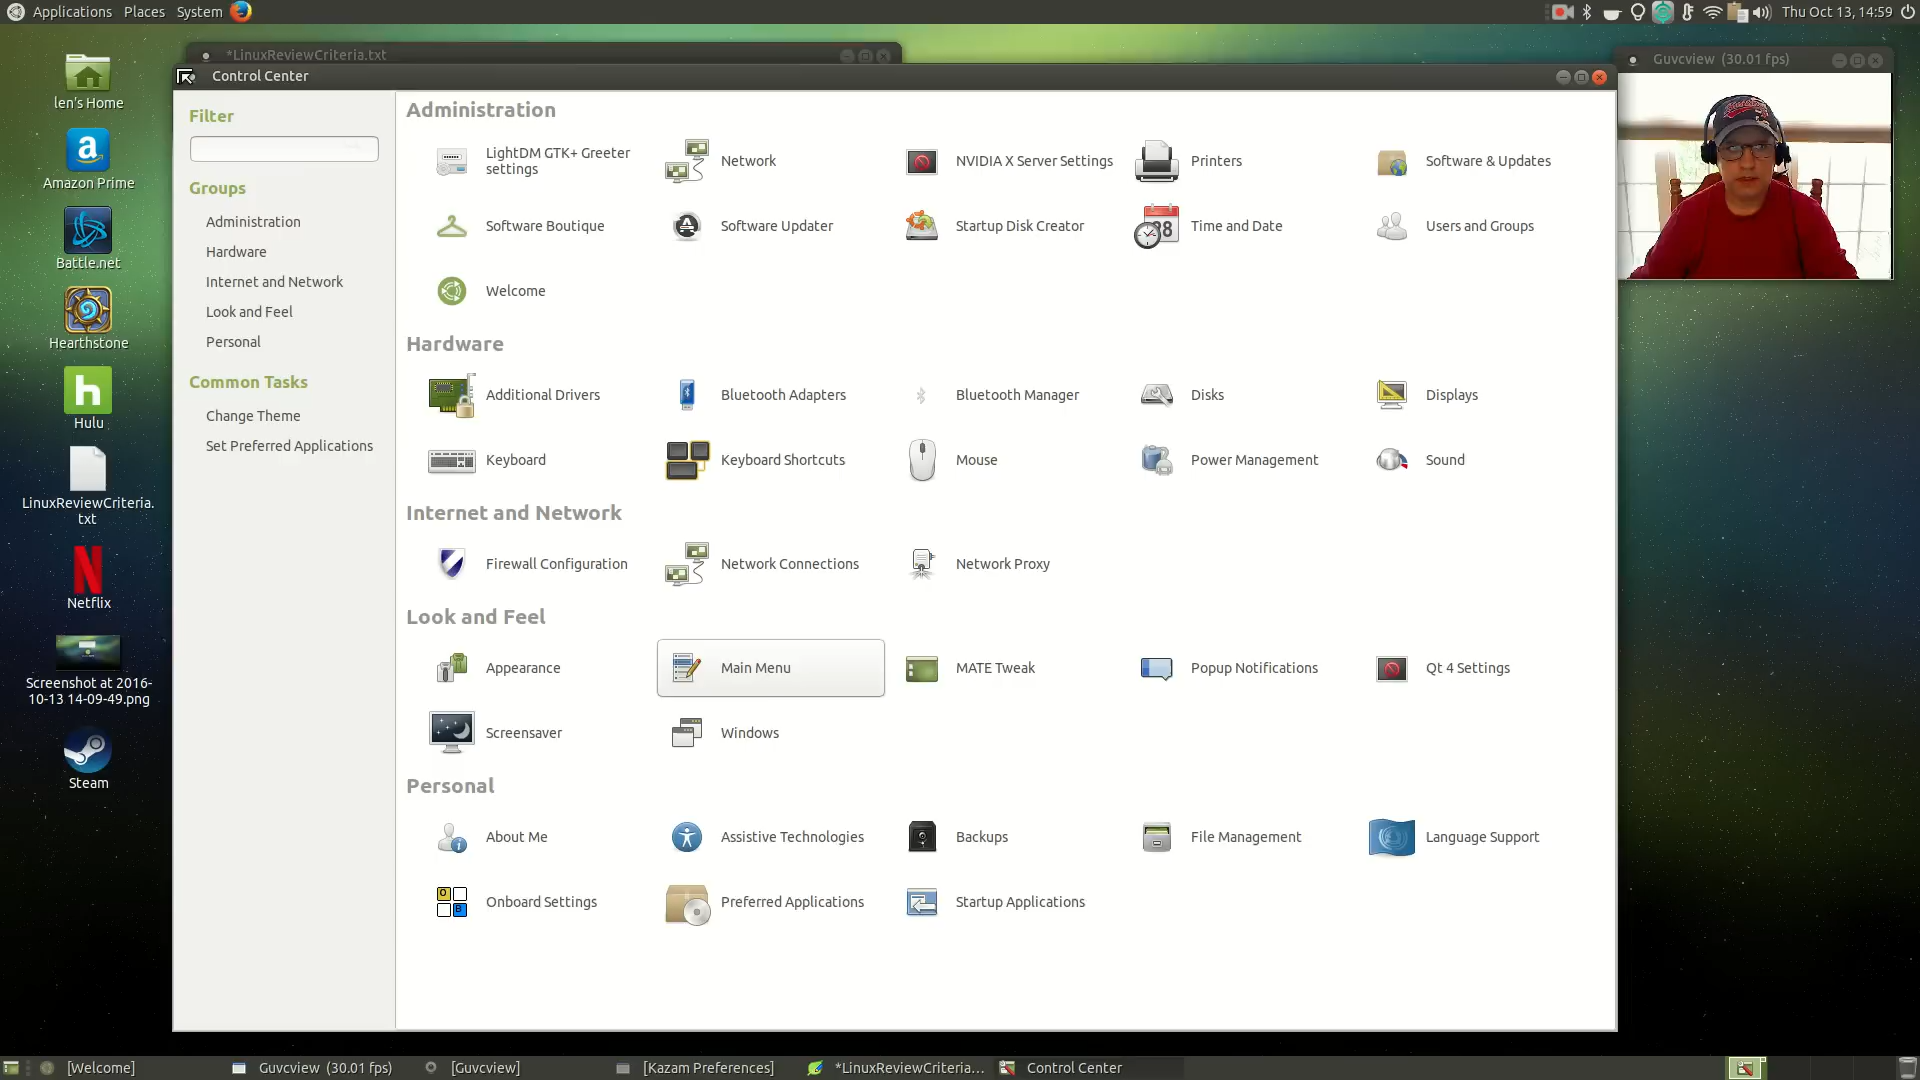 Applications Places System
Thu Oct 13, 14:59
*LinuxReviewCriteria.txt
Guvcview (30.01 fps)
Control Center
len's Home
Amazon Prime
Battle.net
Hearthstone
Hulu
LinuxReviewCriteria.
txt
Netflix
Screenshot at 2016-
10-13 14-09-49.png
Steam
Filter
Groups
Administration
Hardware
Internet and Network
Look and Feel
Personal
Common Tasks
Change Theme
Set Preferred Applications
Administration
LightDM GTK+ Greeter
settings
Network
NVIDIA X Server Settings
Printers
Software & Updates
Software Boutique
Software Updater
Startup Disk Creator
Time and Date
Users and Groups
Welcome
Hardware
Additional Drivers
Bluetooth Adapters
Bluetooth Manager
Disks
Displays
Keyboard
Keyboard Shortcuts
Mouse
Power Management
Sound
Internet and Network
Firewall Configuration
Network Connections
Network Proxy
Look and Feel
Appearance
Main Menu
MATE Tweak
Popup Notifications
Qt 4 Settings
Screensaver
Windows
Personal
About Me
Assistive Technologies
Backups
File Management
Language Support
Onboard Settings
Preferred Applications
Startup Applications
[Welcome]
Guvcview (30.01 fps)
[Guvcview]
[Kazam Preferences]
*LinuxReviewCriteria...
Control Center